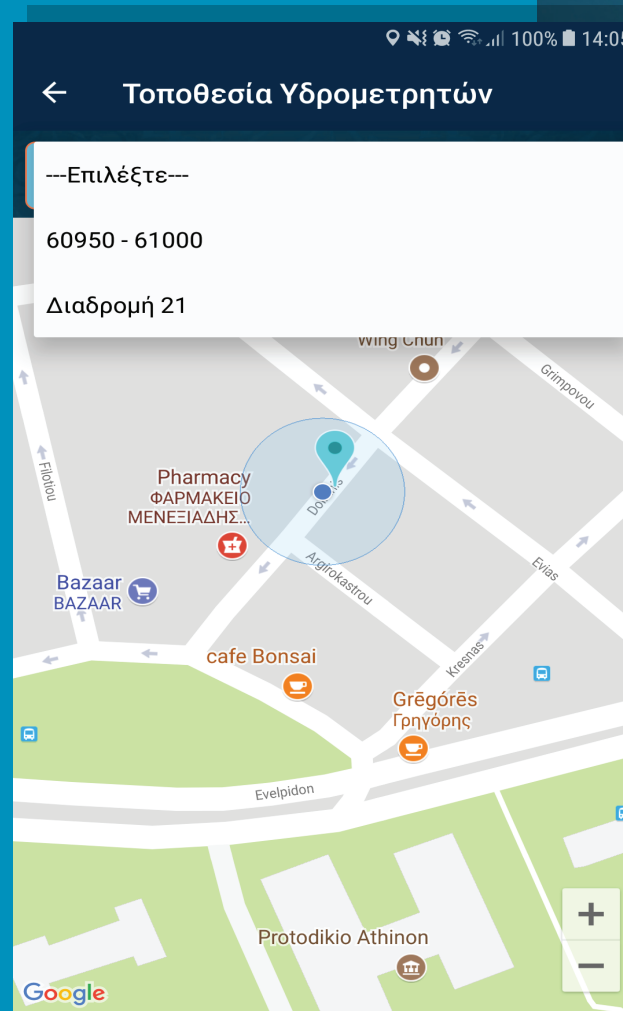 100% 14:05
Τοποθεσία Υδρομετρητών
---Επιλέξτε---
60950 - 61000
Διαδρομή 21
Wing Chun
Grimpovou
Filotiou
Pharmacy
ΦΑΡΜΑΚΕΙΟ
ΜΕΝΕΞΙΑΔΗΣ...
Argirokastrou
Evias
Bazaar
BAZAAR
cafe Bonsai
Kresnas
Grēgórēs
Γρηγόρης
Evelpidon
Protodikio Athinon
+
−
Google